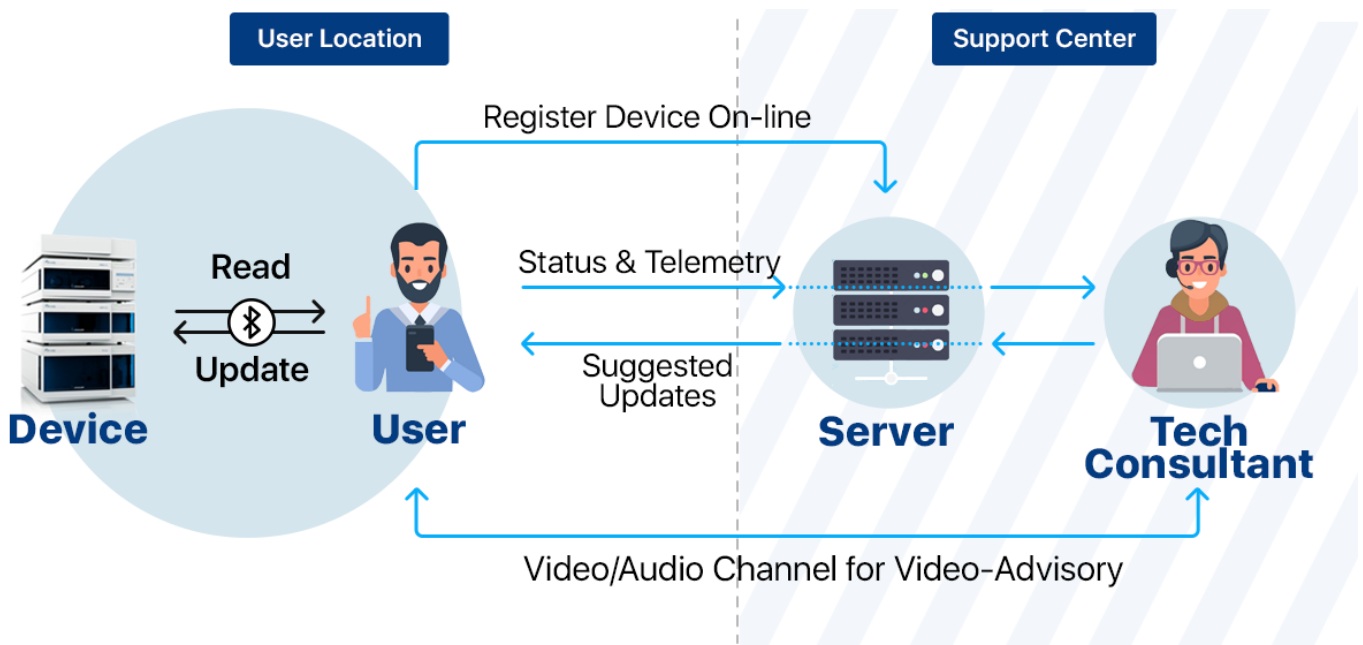 User Location
Support Center
Register Device On-line
Read
Update
Status & Telemetry
Suggested
Updates
Device
User
Server
Tech
Consultant
Video/Audio Channel for Video-Advisory